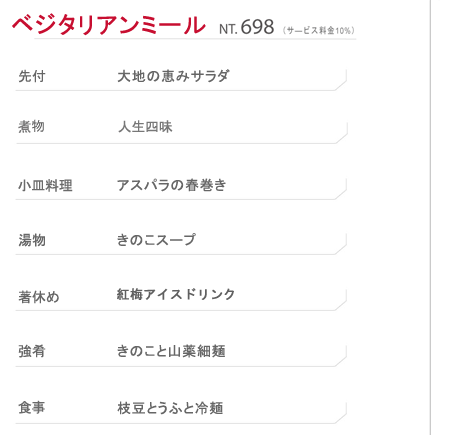 ベジタリアンミール NT. 698 （サービス料金10%）
先付 大地の恵みサラダ
煮物 人生四味
小皿料理 アスパラの春巻き
湯物 きのこスープ
著休め 紅梅アイスドリンク
強肴 きのこと山薬細麺
食事 枝豆とうふと冷麺